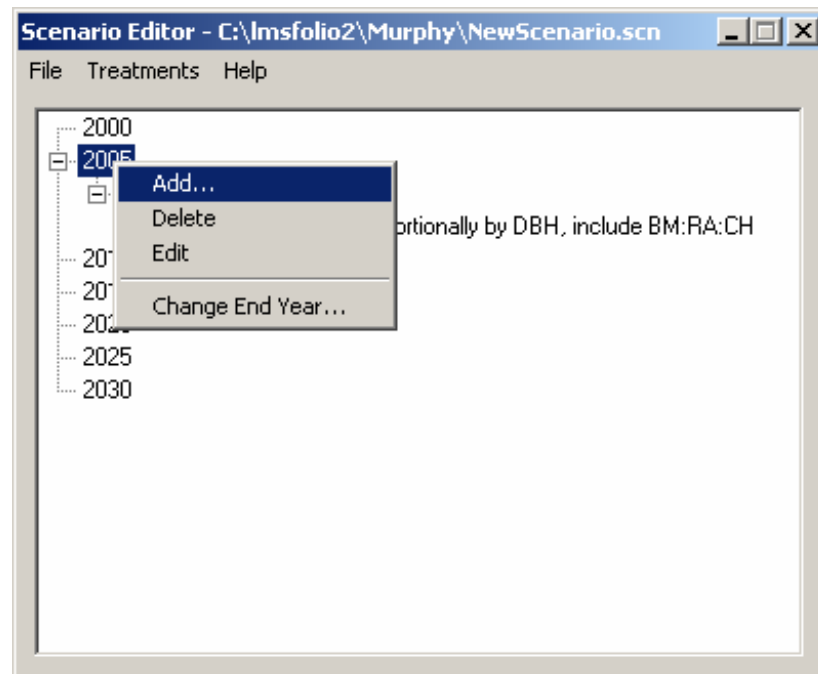 Scenario Editor - C:\lmsfolio2\Murphy\NewScenario.scn
File Treatments Help
2000
2005
Add...
Delete
ortionally by DBH, include BM:RA:CH
Edit
Change End Year...
2025
2030